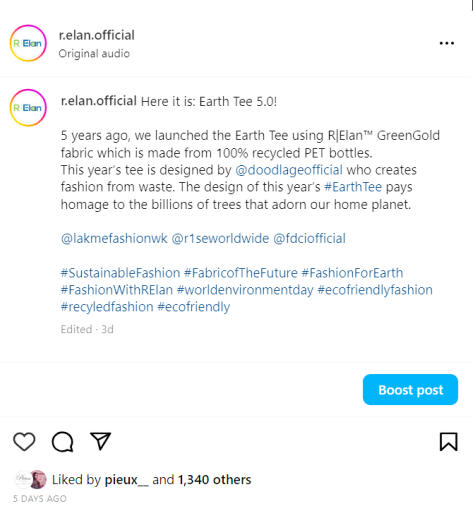 R Elan
r.elan.official
Original audio
R Elan
r.elan.official Here it is: Earth Tee 5.0!
5 years ago, we launched the Earth Tee using R|Elan™ GreenGold
fabric which is made from 100% recycled PET bottles.
This year's tee is designed by @doodlageofficial who creates
fashion from waste. The design of this year's #EarthTee pays
homage to the billions of trees that adorn our home planet.
@lakmefashionwk @r1seworldwide @fdciofficial
#SustainableFashion #FabricofTheFuture #FashionForEarth
#FashionWithRElan #worldenvironmentday #ecofriendlyfashion
#recyledfashion #ecofriendly
Edited · 3d
Boost post
Liked by pieux__ and 1,340 others
5 DAYS AGO